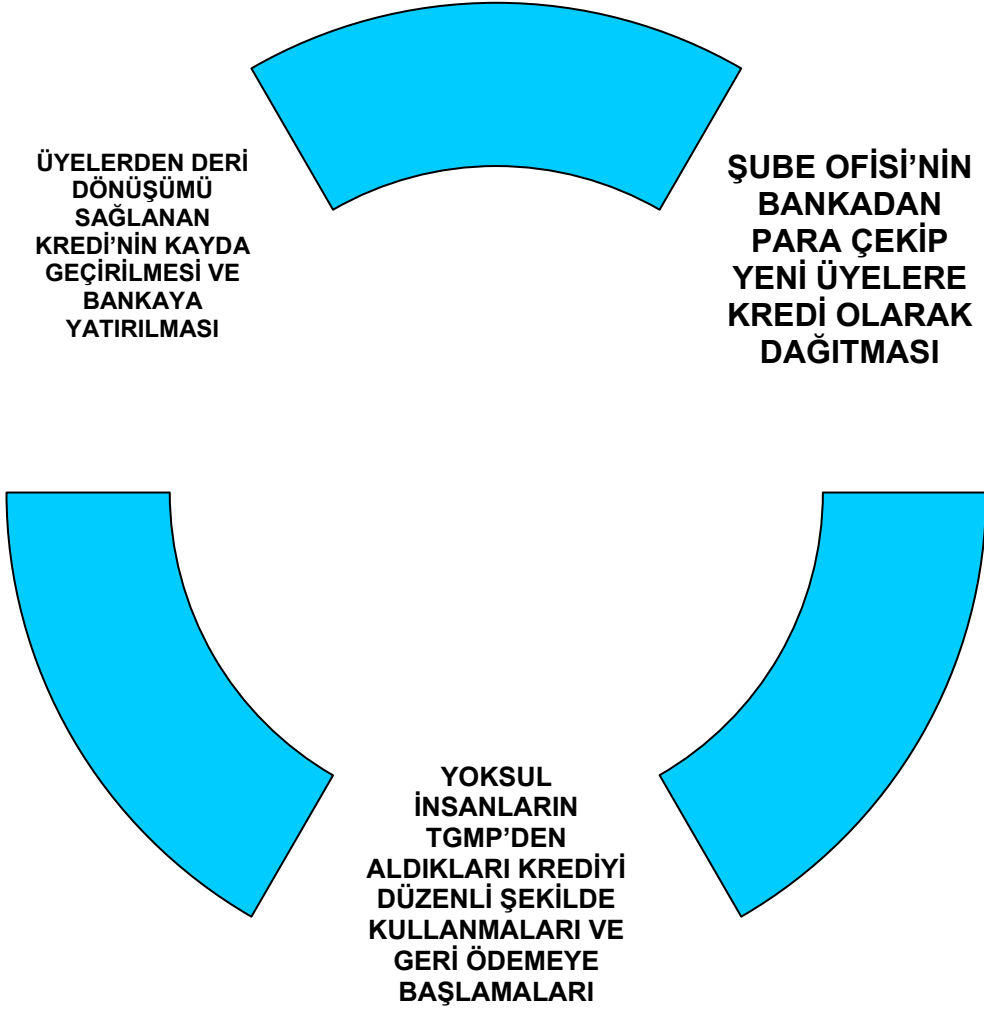 ÜYELERDEN DERİ
DÖNÜŞÜMÜ
SAĞLANAN
KREDİ’NİN KAYDA
GEÇİRİLMESİ VE
BANKAYA
YATIRILMASI
ŞUBE OFİSİ’NİN
BANKADAN
PARA ÇEKİP
YENİ ÜYELERE
KREDİ OLARAK
DAĞITMASI
YOKSUL
İNSANLARIN
TGMP’DEN
ALDIKLARI KREDİYİ
DÜZENLİ ŞEKİLDE
KULLANMALARI VE
GERİ ÖDEMEYE
BAŞLAMALARI